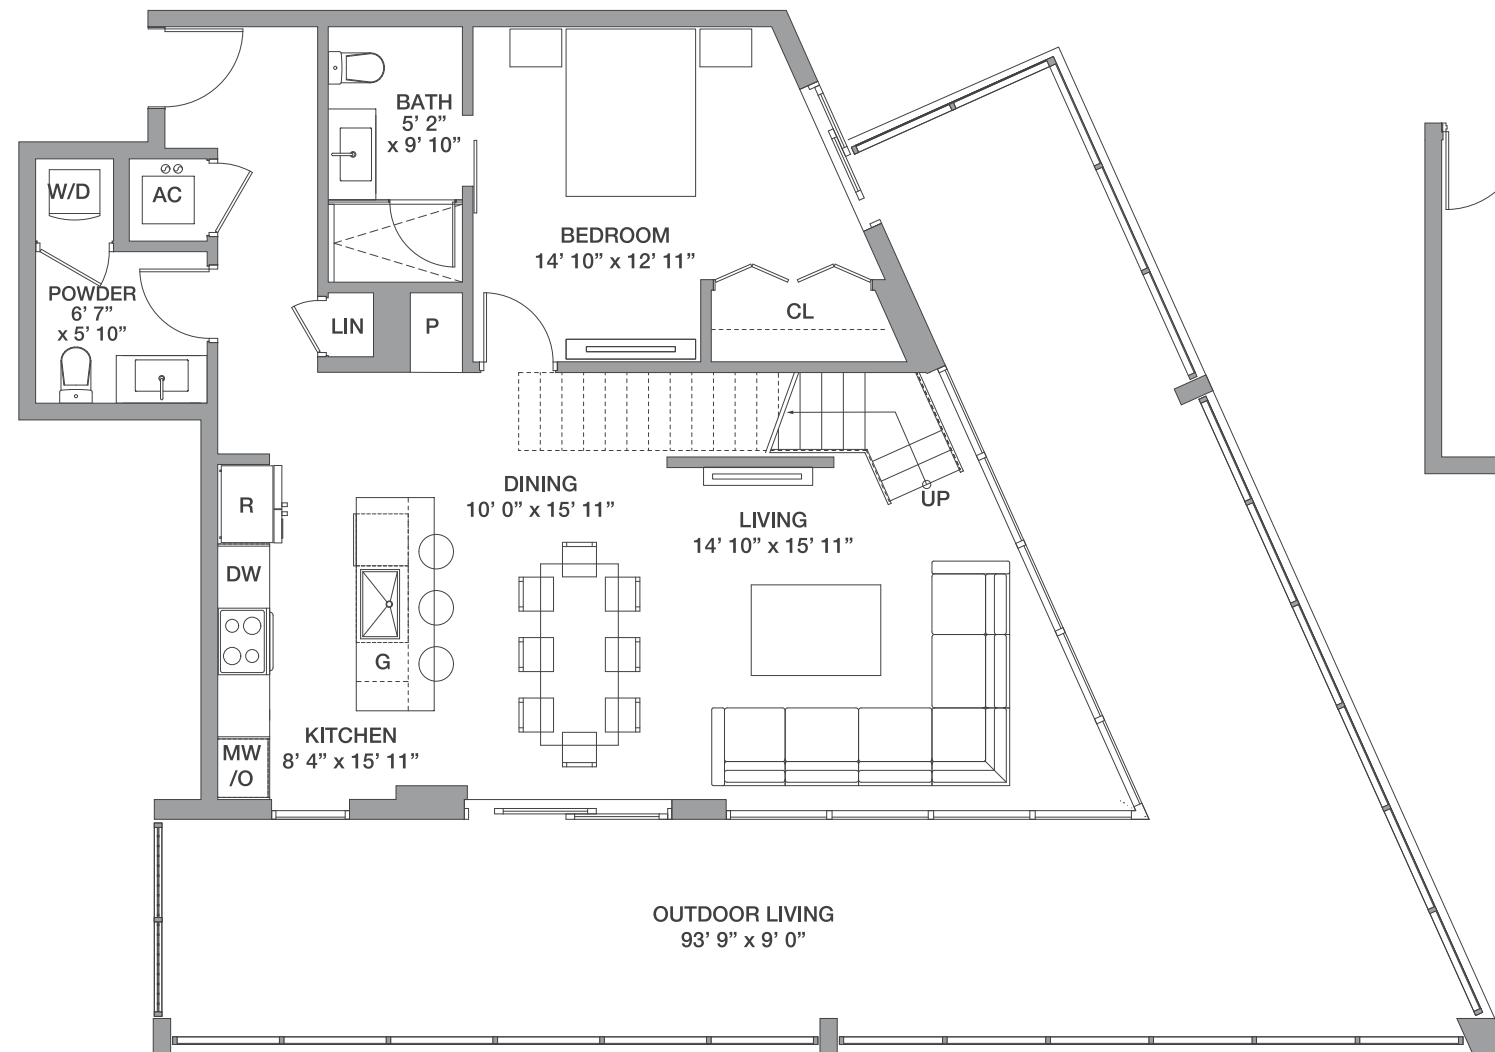 BATH
5’ 2”
x 9’ 10”
W/D
AC
BEDROOM
14’ 10” x 12’ 11”
POWDER
6’ 7”
x 5’ 10”
LIN
P
CL
DINING
10’ 0” x 15’ 11”
R
UP
LIVING
14’ 10” x 15’ 11”
DW
G
KITCHEN
8’ 4” x 15’ 11”
MW
/O
OUTDOOR LIVING
93’ 9” x 9’ 0”